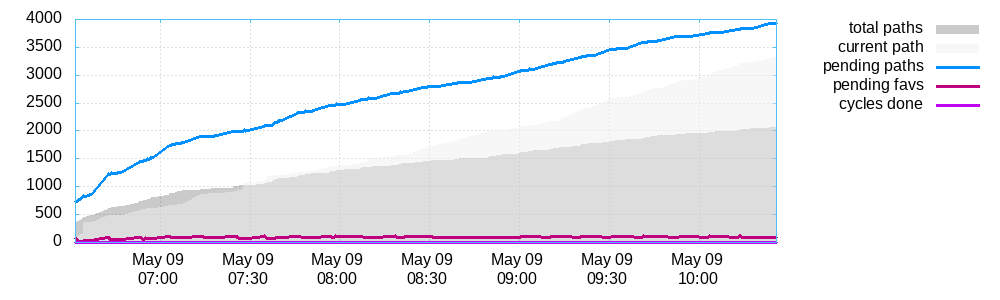 4000
3500
3000
2500
2000
1500
1000
500
0
May 09
07:00
May 09
07:30
May 09
08:00
May 09
08:30
May 09
09:00
May 09
09:30
May 09
10:00
total paths
current path
pending paths
pending favs
cycles done